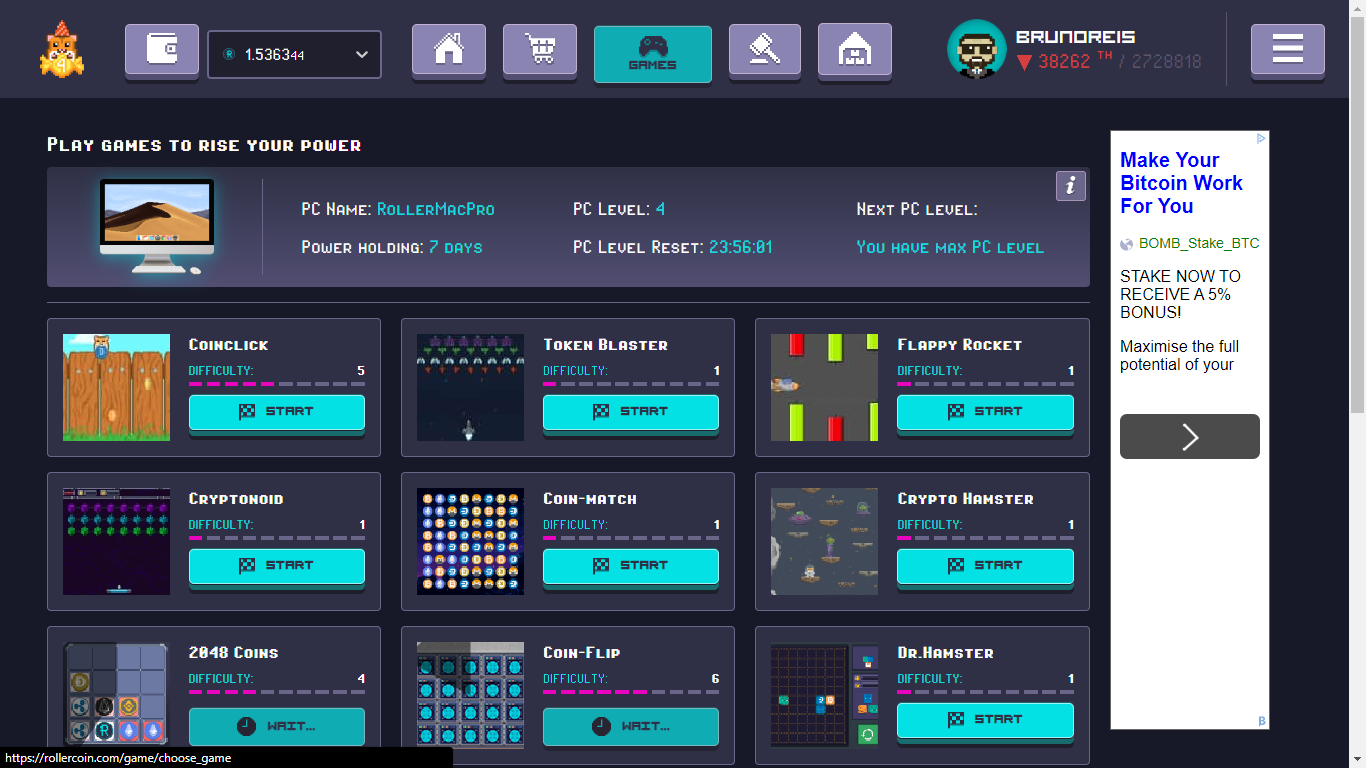 1.536344
GAMES
BRUNOREIS
38262 TH / 2728818
Play games to rise your power
PC Name: RollerMacPro
PC Level: 4
Next PC level:
Power holding: 7 days
PC Level Reset: 23:56:01
You have max PC level
i
CoinClick
DIFFICULTY: 5
START
Token Blaster
DIFFICULTY: 1
START
Flappy Rocket
DIFFICULTY: 1
START
Cryptonoid
DIFFICULTY: 1
START
Coin-match
DIFFICULTY: 1
START
Crypto Hamster
DIFFICULTY: 1
START
2048 Coins
DIFFICULTY: 4
WAIT...
Coin-Flip
DIFFICULTY: 6
WAIT...
Dr.Hamster
DIFFICULTY: 1
START
Make Your
Bitcoin Work
For You
BOMB_Stake_BTC
STAKE NOW TO
RECEIVE A 5%
BONUS!
Maximise the full
potential of your
https://rollercoin.com/game/choose_game